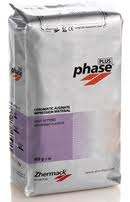 PLUS
phase
CHROMATIC ALGINATE
IMPRESSION MATERIAL
FAST SETTING
453 g
Zhermack